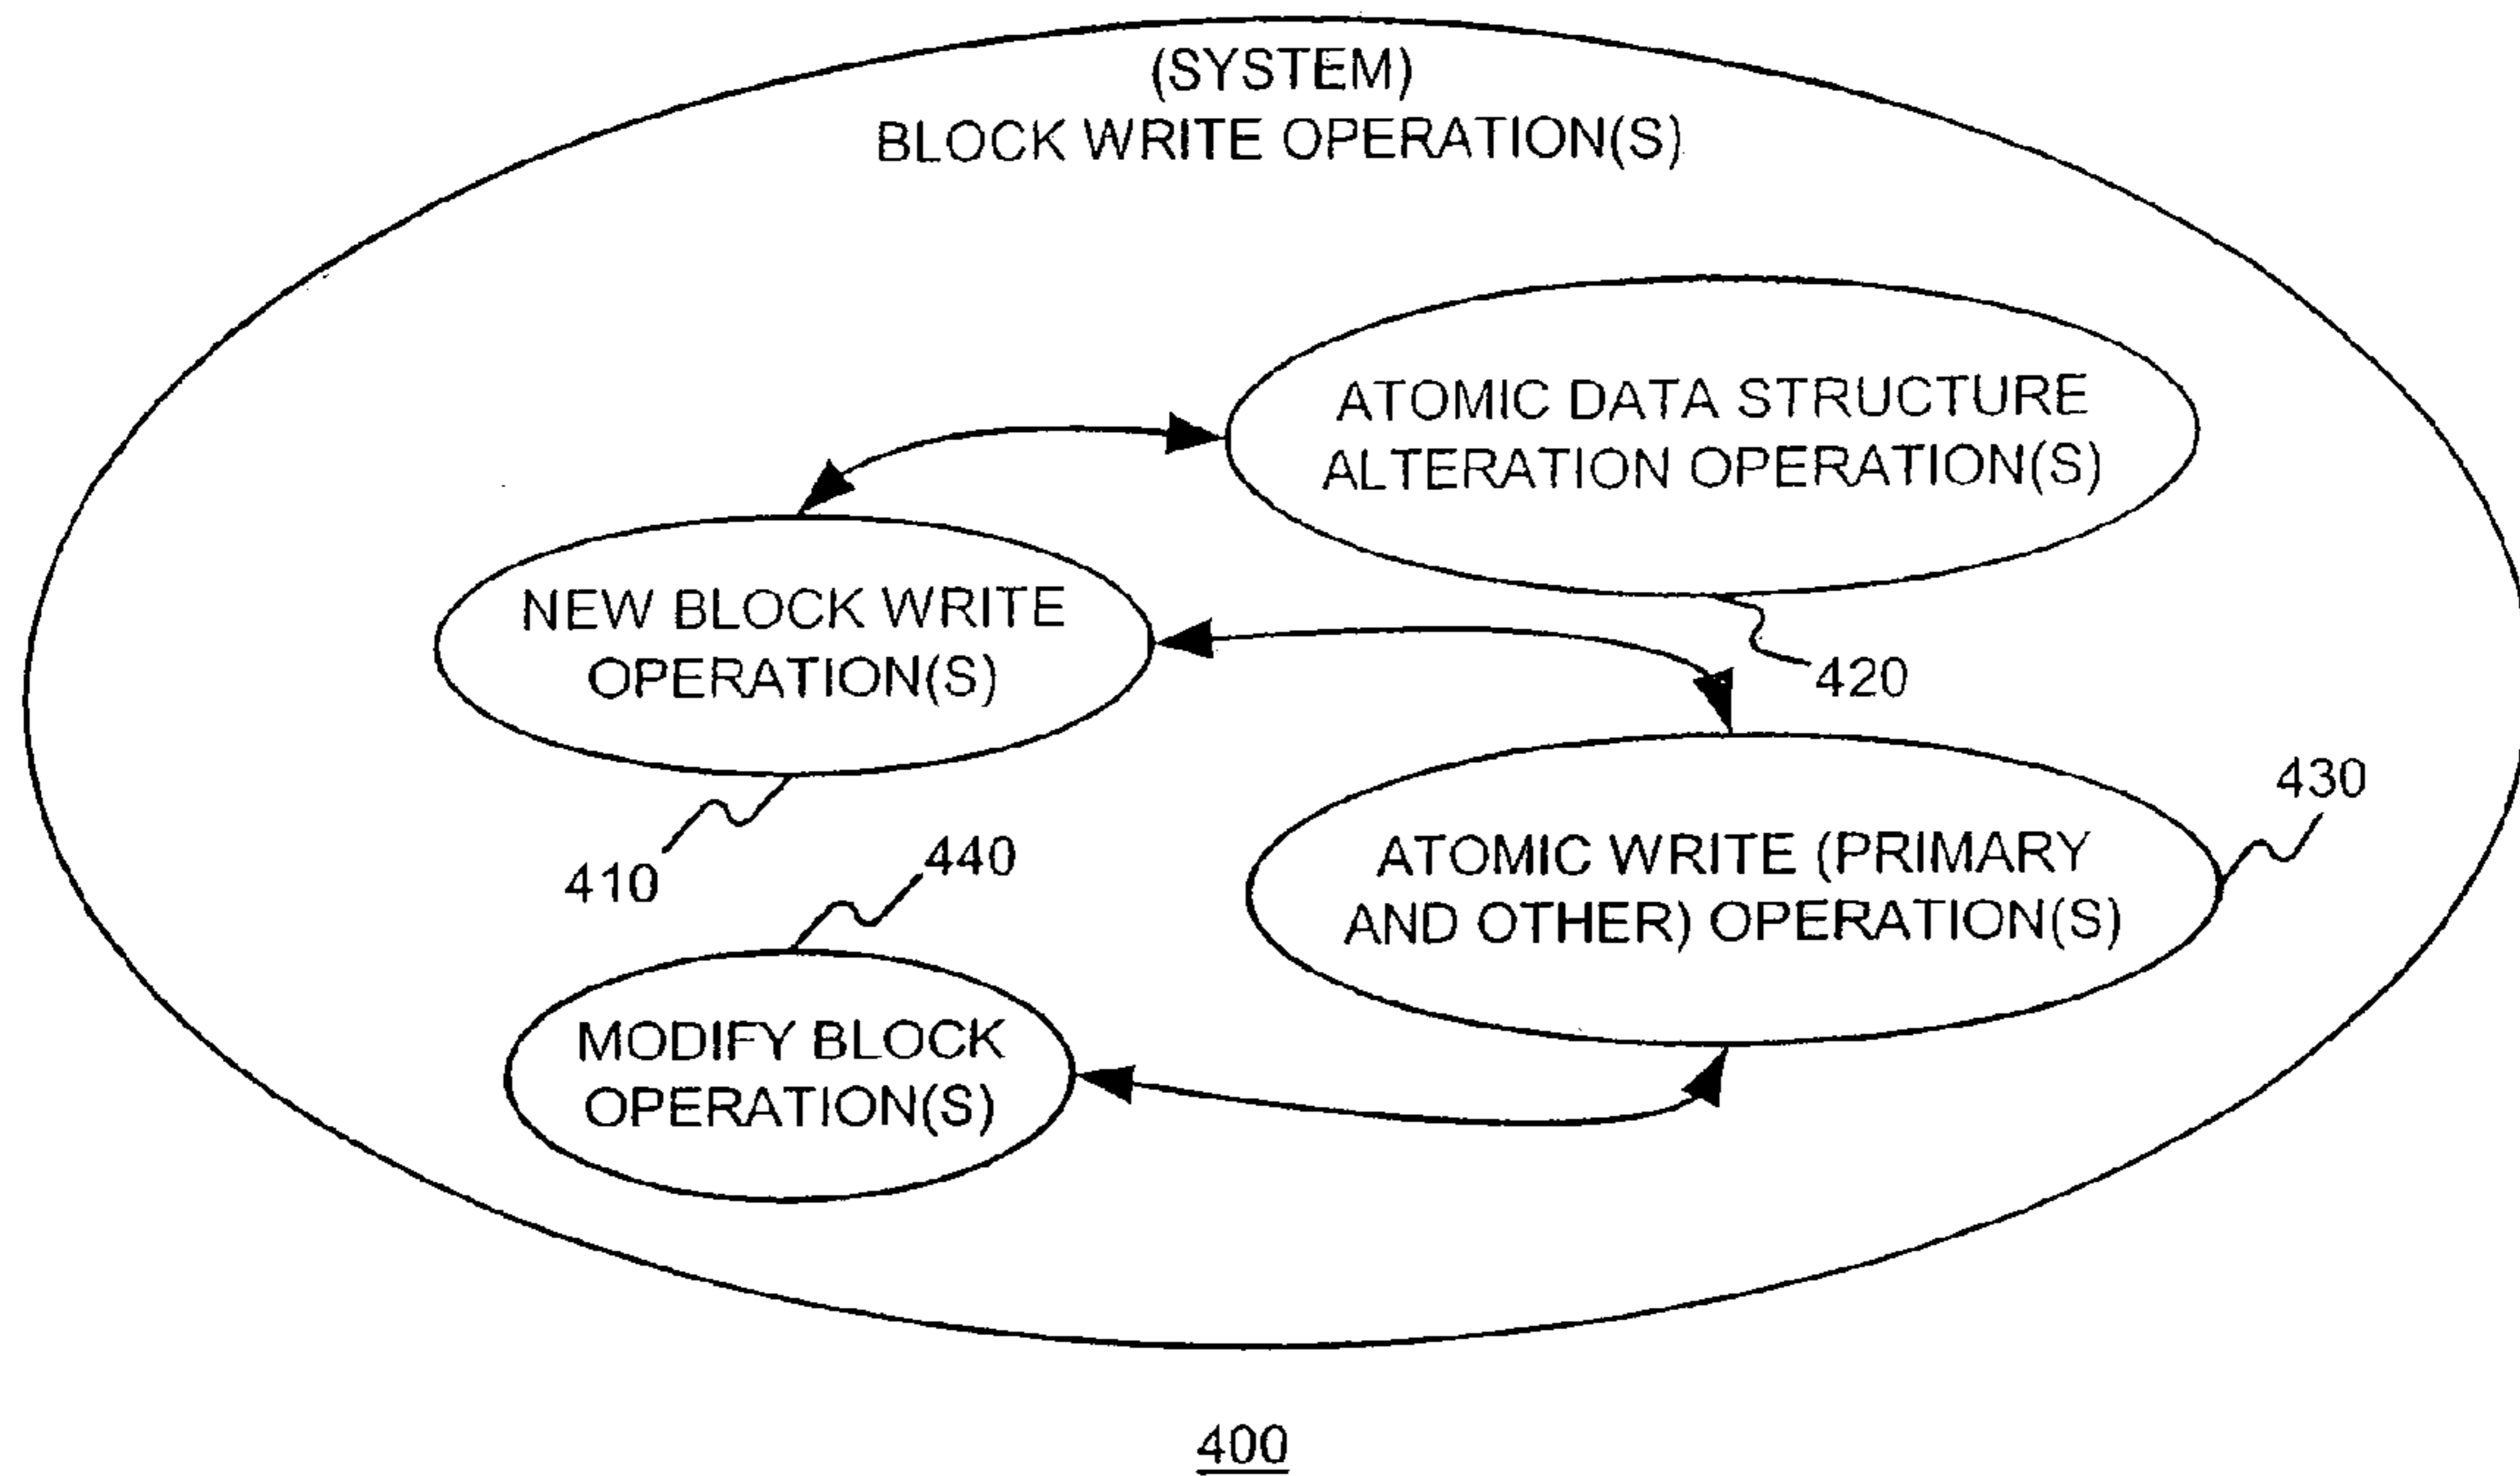 (SYSTEM)
BLOCK WRITE OPERATION(S)
ATOMIC DATA STRUCTURE
ALTERATION OPERATION(S)
NEW BLOCK WRITE
OPERATION(S)
420
430
410
440
ATOMIC WRITE (PRIMARY
AND OTHER) OPERATION(S)
MODIFY BLOCK
OPERATION(S)
400